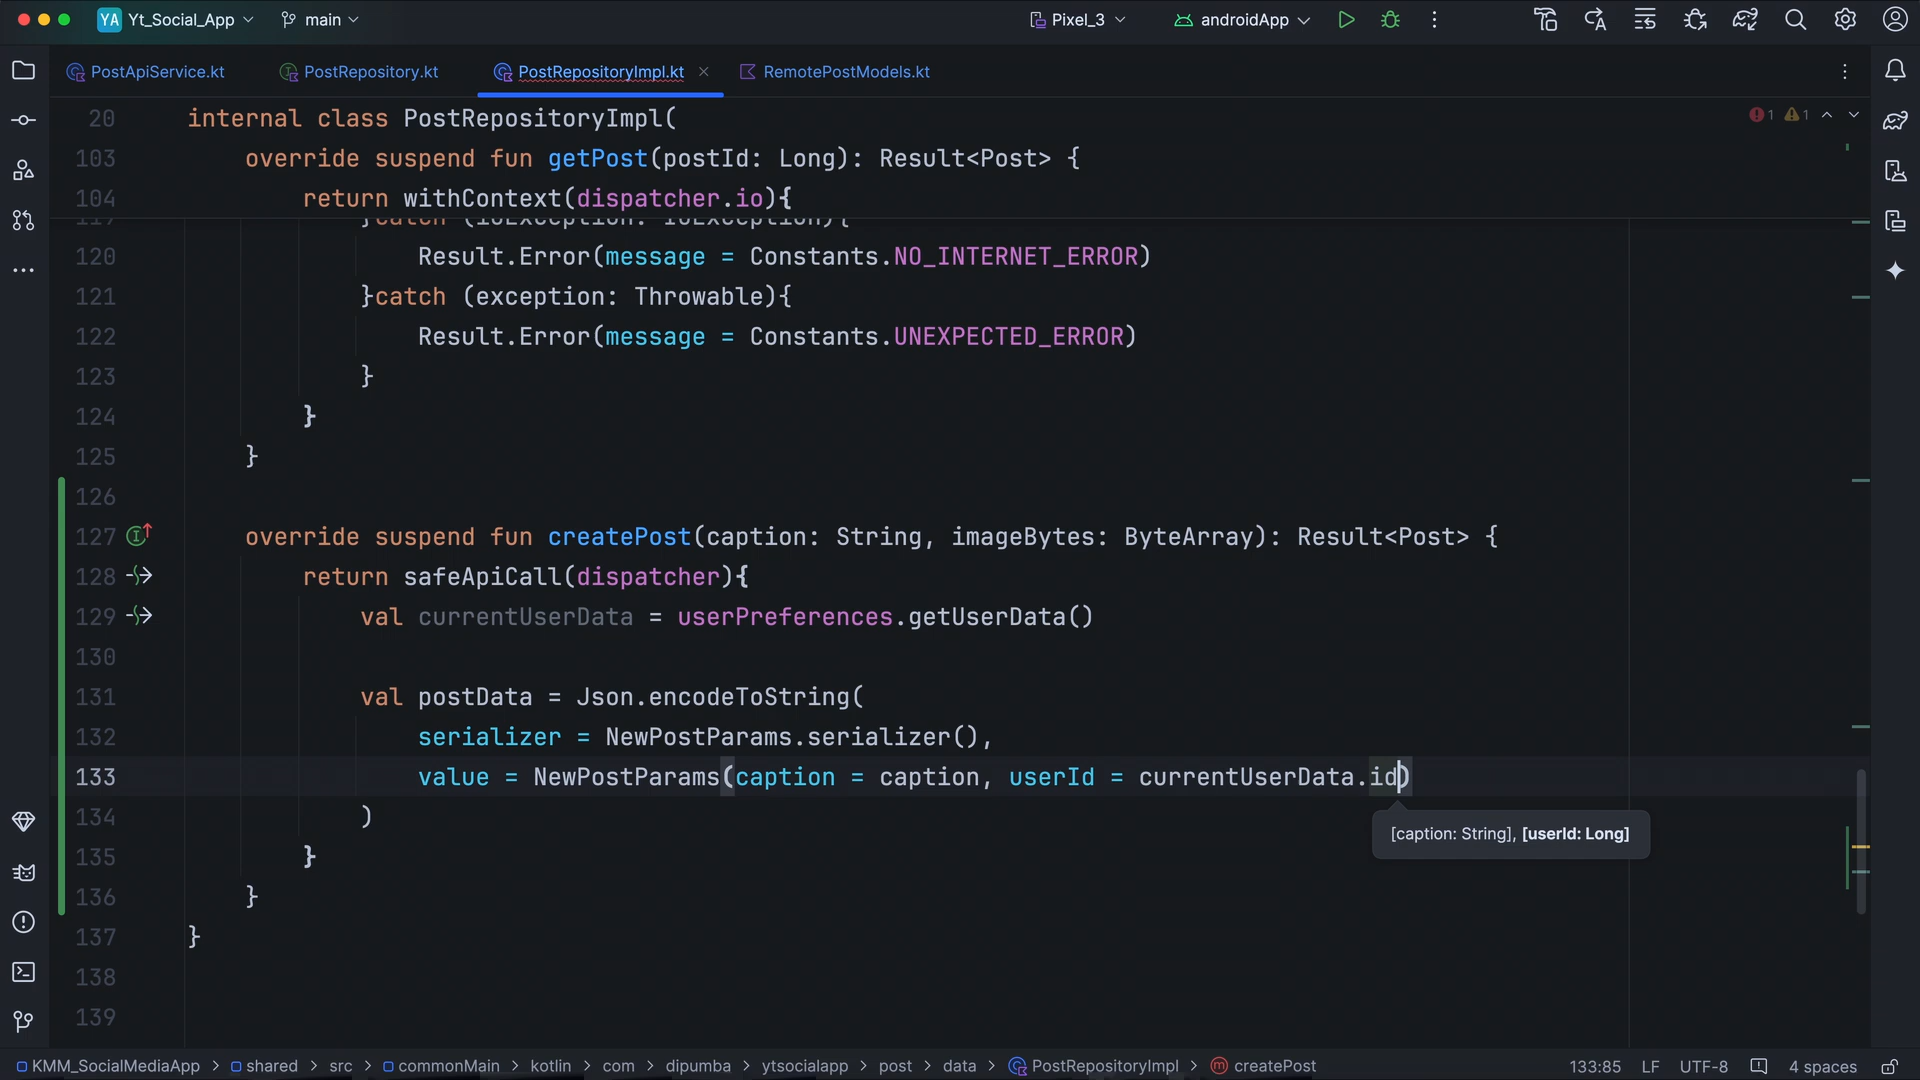 YA Yt_Social_App main Pixel_3 androidApp
PostApiService.kt PostRepository.kt PostRepositoryImpl.kt RemotePostModels.kt
20 internal class PostRepositoryImpl( 1 1
103 override suspend fun getPost(postId: Long): Result<Post> {
104 return withContext(dispatcher.io){
119 }catch (ioException: IOException){
120 Result.Error(message = Constants.NO_INTERNET_ERROR)
121 }catch (exception: Throwable){
122 Result.Error(message = Constants.UNEXPECTED_ERROR)
123 }
124 }
125 }
126
127 override suspend fun createPost(caption: String, imageBytes: ByteArray): Result<Post> {
128 return safeApiCall(dispatcher){
129 val currentUserData = userPreferences.getUserData()
130
131 val postData = Json.encodeToString(
132 serializer = NewPostParams.serializer(),
133 value = NewPostParams(caption = caption, userId = currentUserData.id)
134 )
[caption: String], [userId: Long]
135 }
136 }
137 }
138
139
KMM_SocialMediaApp > shared > src > commonMain > kotlin > com > dipumba > ytsocialapp > post > data > PostRepositoryImpl > createPost 133:85 LF UTF-8 4 spaces